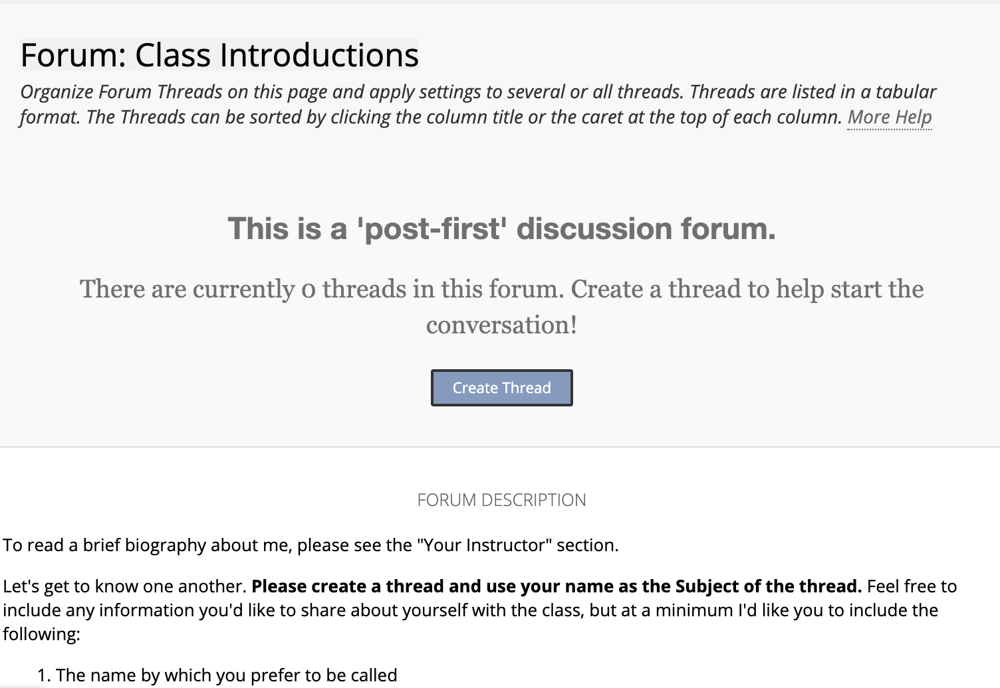 Forum: Class Introductions
Organize Forum Threads on this page and apply settings to several or all threads. Threads are listed in a tabular
format. The Threads can be sorted by clicking the column title or the caret at the top of each column. More Help
This is a 'post-first' discussion forum.
There are currently 0 threads in this forum. Create a thread to help start the
conversation!
Create Thread
FORUM DESCRIPTION
To read a brief biography about me, please see the "Your Instructor" section.
Let's get to know one another. Please create a thread and use your name as the Subject of the thread. Feel free to
include any information you'd like to share about yourself with the class, but at a minimum I'd like you to include the
following:
1. The name by which you prefer to be called